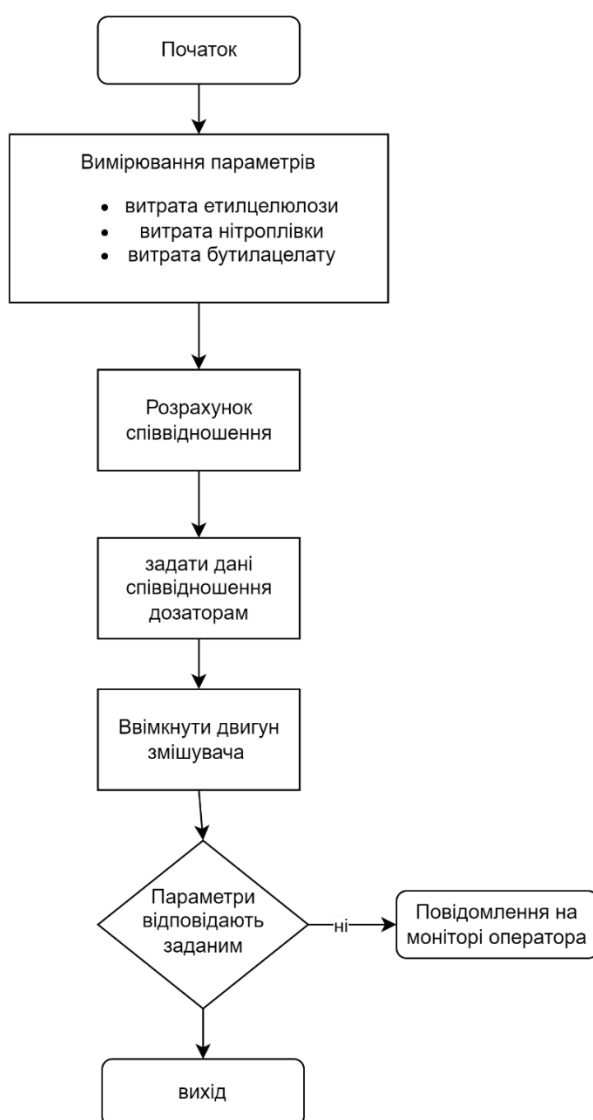 Початок
Вимірювання параметрів
• витрата етилцелюлози
• витрата нітроплівки
• витрата бутилацелату
Розрахунок
співвідношення
задати дані
співвідношення
дозаторам
Ввімкнути двигун
змішувача
Параметри
відповідають
заданим
ні
Повідомлення на
моніторі оператора
вихід